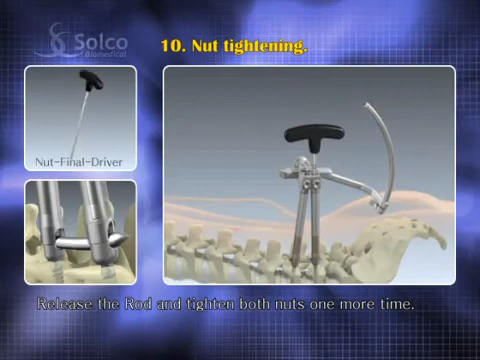 Solco
Biomedical
10. Nut tightening.
Nut-Final-Driver
Release the Rod and tighten both nuts one more time.